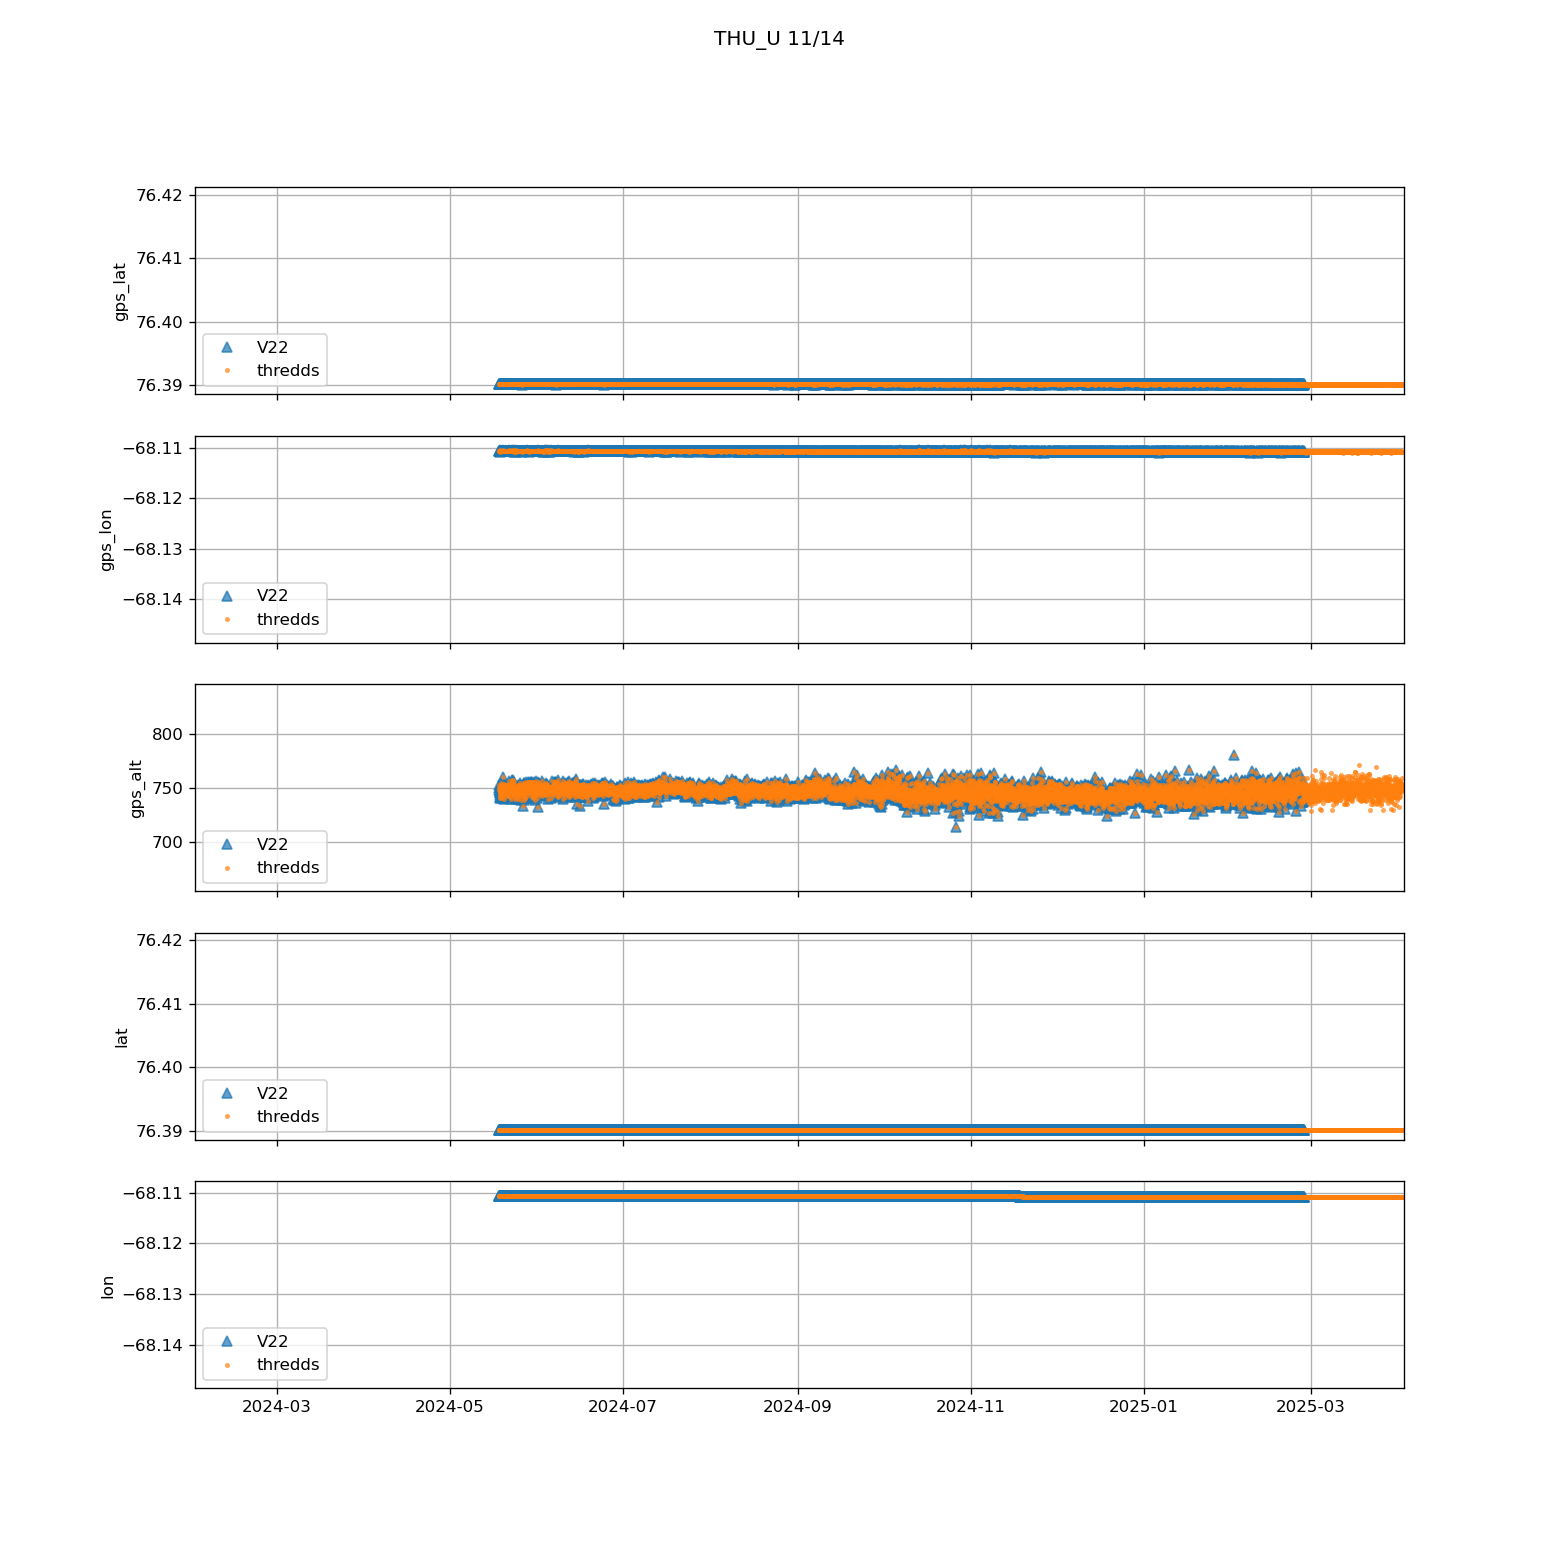 THU_U 11/14
76.42
76.41
76.40
76.39
gps_lat
V22
thredds
−68.11
−68.12
−68.13
−68.14
gps_lon
V22
thredds
800
750
700
gps_alt
V22
thredds
76.42
76.41
76.40
76.39
lat
V22
thredds
−68.11
−68.12
−68.13
−68.14
lon
V22
thredds
2024-03 2024-05 2024-07 2024-09 2024-11 2025-01 2025-03